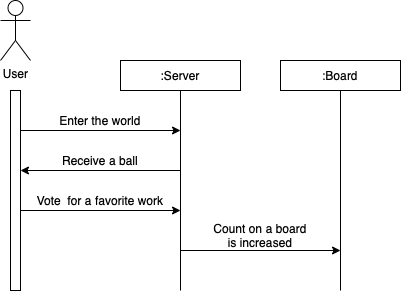 User
:Server
:Board
Enter the world
Receive a ball
Vote  for a favorite work
Count on a board
is increased